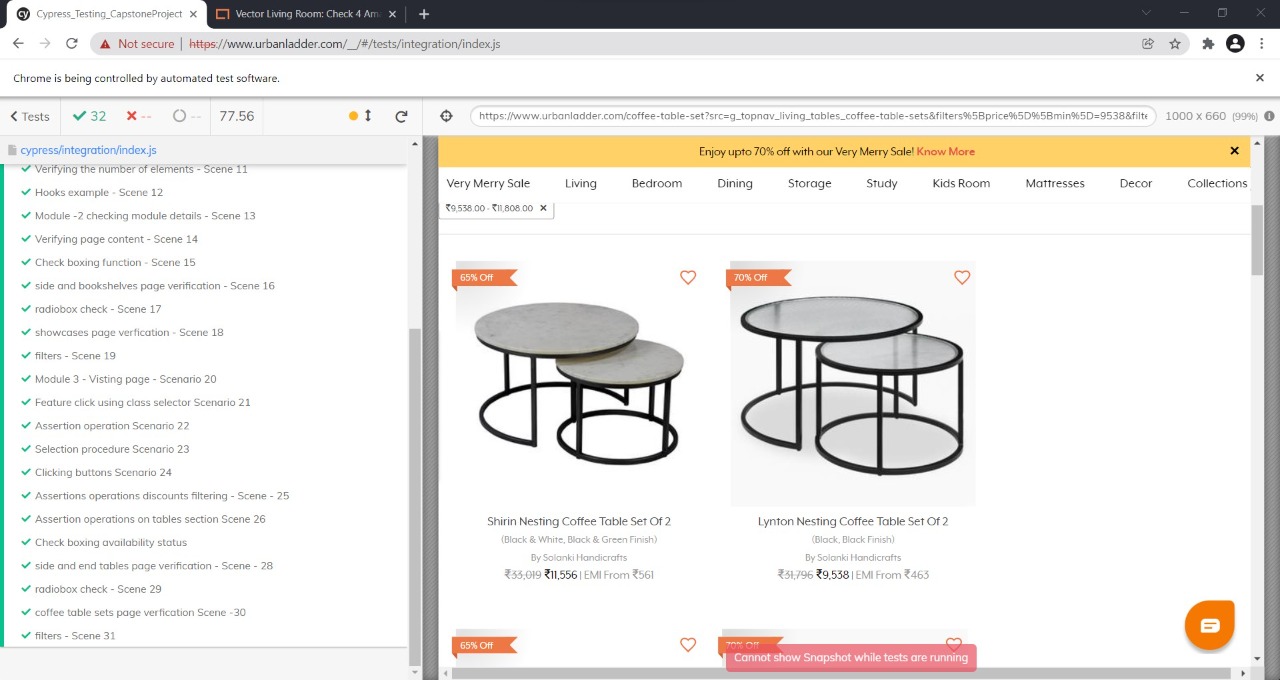 Cypress_Testing_CapstoneProject
Vector Living Room: Check 4 Am
Not secure | https://www.urbanladder.com/__/#/tests/integration/index.js
Chrome is being controlled by automated test software.
Tests 32 -- -- 77.56
https://www.urbanladder.com/coffee-table-set?src=g_topnav_living_tables_coffee-table-sets&filters%5Bprice%5D%5Bmin%5D=9538&filte
1000 x 660 (99%)
cypress/integration/index.js
Verifying the number of elements - Scene 11
Hooks example - Scene 12
Module -2 checking module details - Scene 13
Verifying page content - Scene 14
Check boxing function - Scene 15
side and bookshelves page verification - Scene 16
radiobox check - Scene 17
showcases page verfication - Scene 18
filters - Scene 19
Module 3 - Visting page - Scenario 20
Feature click using class selector Scenario 21
Assertion operation Scenario 22
Selection procedure Scenario 23
Clicking buttons Scenario 24
Assertions operations discounts filtering - Scene - 25
Assertion operations on tables section Scene 26
Check boxing availability status
side and end tables page verification - Scene - 28
radiobox check - Scene 29
coffee table sets page verfication Scene -30
filters - Scene 31
Enjoy upto 70% off with our Very Merry Sale! Know More
Very Merry Sale Living Bedroom Dining Storage Study Kids Room Mattresses Decor Collections
₹9,538.00 - ₹11,808.00
65% Off
70% Off
Shirin Nesting Coffee Table Set Of 2
(Black & White, Black & Green Finish)
By Solanki Handicrafts
₹33,019 ₹11,556 | EMI From ₹561
Lynton Nesting Coffee Table Set Of 2
(Black, Black Finish)
By Solanki Handicrafts
₹31,796 ₹9,538 | EMI From ₹463
65% Off
70% Off
Cannot show Snapshot while tests are running